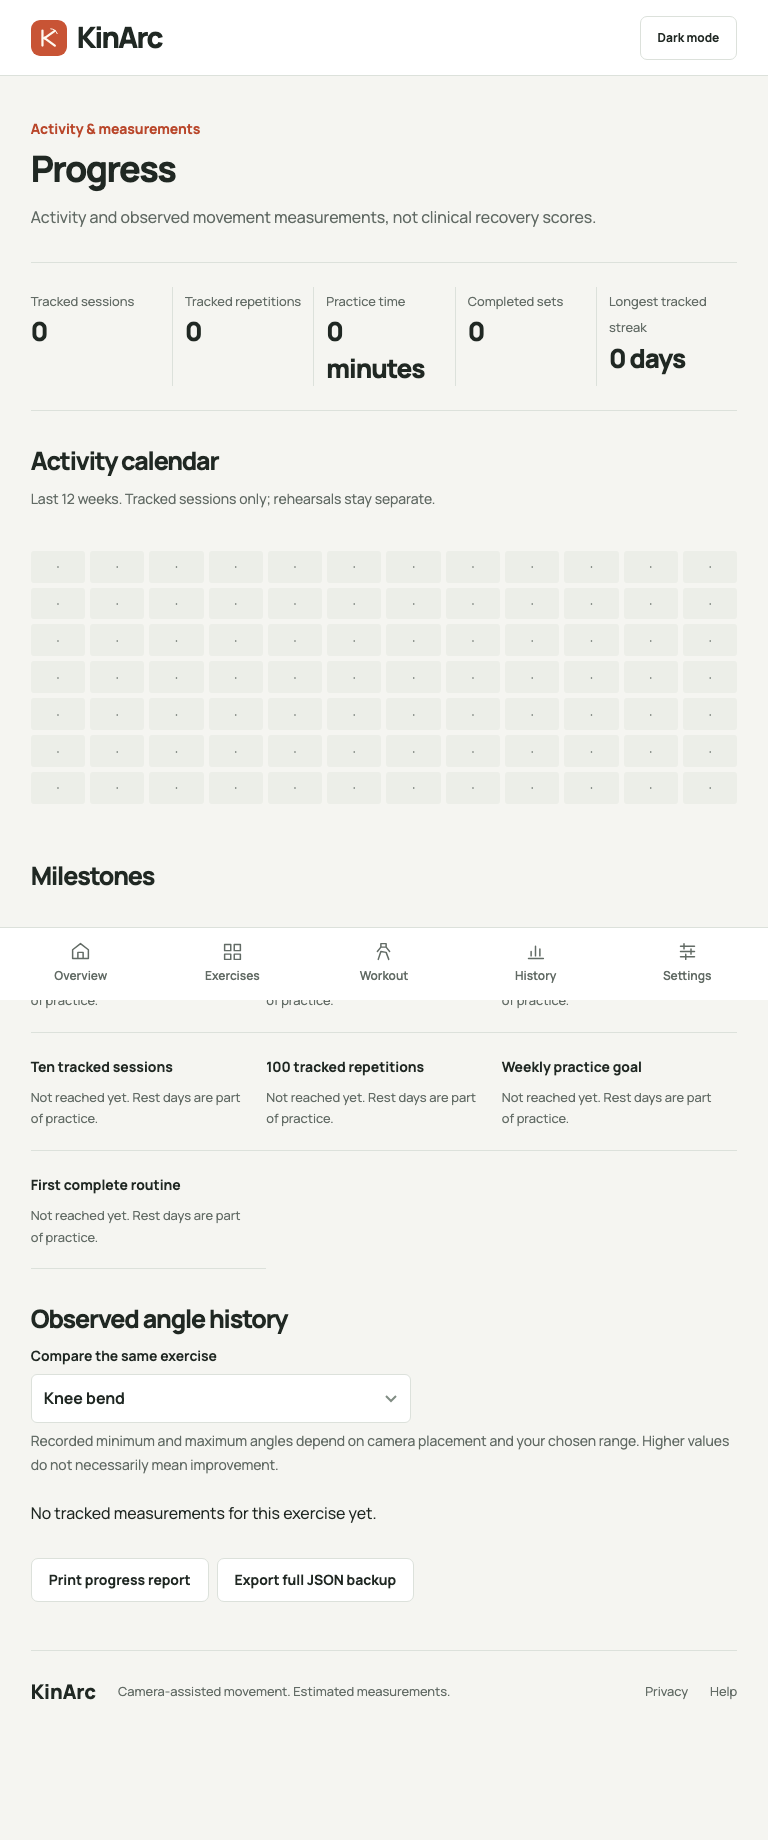 KinArc
Dark mode
Activity & measurements
Progress
Activity and observed movement measurements, not clinical recovery scores.
Tracked sessions
0
Tracked repetitions
0
Practice time
0
minutes
Completed sets
0
Longest tracked
streak
0 days
Activity calendar
Last 12 weeks. Tracked sessions only; rehearsals stay separate.
Milestones
Overview
Exercises
Workout
History
Settings
of practice.
of practice.
of practice.
Ten tracked sessions
Not reached yet. Rest days are part
of practice.
100 tracked repetitions
Not reached yet. Rest days are part
of practice.
Weekly practice goal
Not reached yet. Rest days are part
of practice.
First complete routine
Not reached yet. Rest days are part
of practice.
Observed angle history
Compare the same exercise
Knee bend
Recorded minimum and maximum angles depend on camera placement and your chosen range. Higher values
do not necessarily mean improvement.
No tracked measurements for this exercise yet.
Print progress report
Export full JSON backup
KinArc
Camera-assisted movement. Estimated measurements.
Privacy
Help